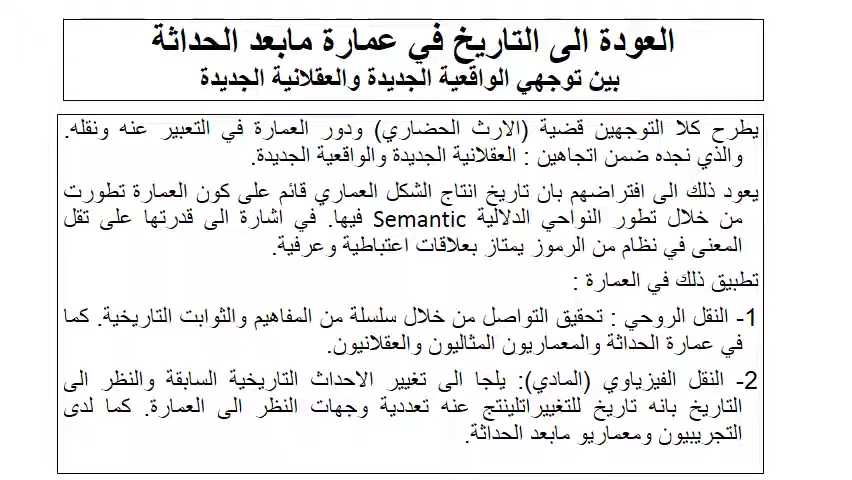 العودة الى التاريخ في عمارة مابعد الحداثة
بين توجهي الواقعية الجديدة والعقلانية الجديدة
يطرح كلا التوجهين قضية (الارث الحضاري) ودور العمارة في التعبير عنه ونقله.
والذي نجده ضمن اتجاهين : العقلانية الجديدة والواقعية الجديدة.
يعود ذلك الى افتراضهم بان تاريخ انتاج الشكل العماري قائم على كون العمارة تطورت
من خلال تطور النواحي الدلالية Semantic فيها. في اشارة الى قدرتها على تقل
المعنى في نظام من الرموز يمتاز بعلاقات اعتباطية وعرفية.
تطبيق ذلك في العمارة :
1- النقل الروحي : تحقيق التواصل من خلال سلسلة من المفاهيم والثوابت التاريخية. كما
في عمارة الحداثة والمعماريون المثاليون والعقلانيون.
2- النقل الفيزياوي (المادي): يلجا الى تغيير الاحداث التاريخية السابقة والنظر الى
التاريخ بانه تاريخ للتغييراتلينتج عنه تعددية وجهات النظر الى العمارة. كما لدى
التجريبيون ومعماريو مابعد الحداثة.